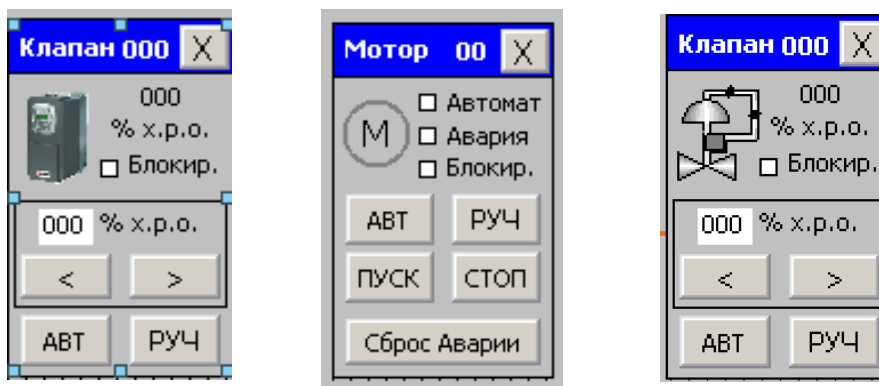 Клапан 000 X
000
% х.р.о.
Блокир.
000 % х.р.о.
< >
АВТ РУЧ
Мотор 00 X
М
Автомат
Авария
Блокир.
АВТ РУЧ
ПУСК СТОП
Сброс Аварии
Клапан 000 X
000
% х.р.о.
Блокир.
000 % х.р.о.
< >
АВТ РУЧ